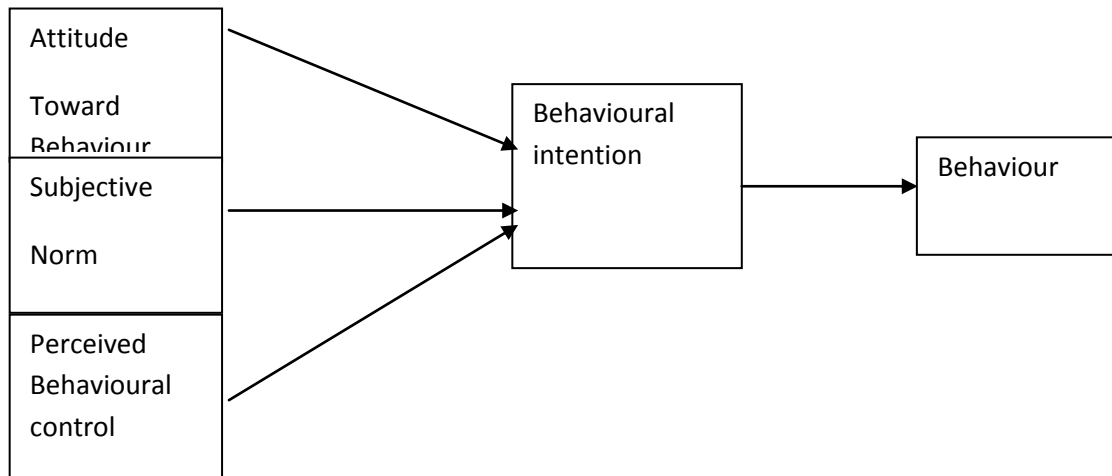 Attitude
Toward
Behaviour
Subjective
Norm
Perceived
Behavioural
control
Behavioural
intention
Behaviour